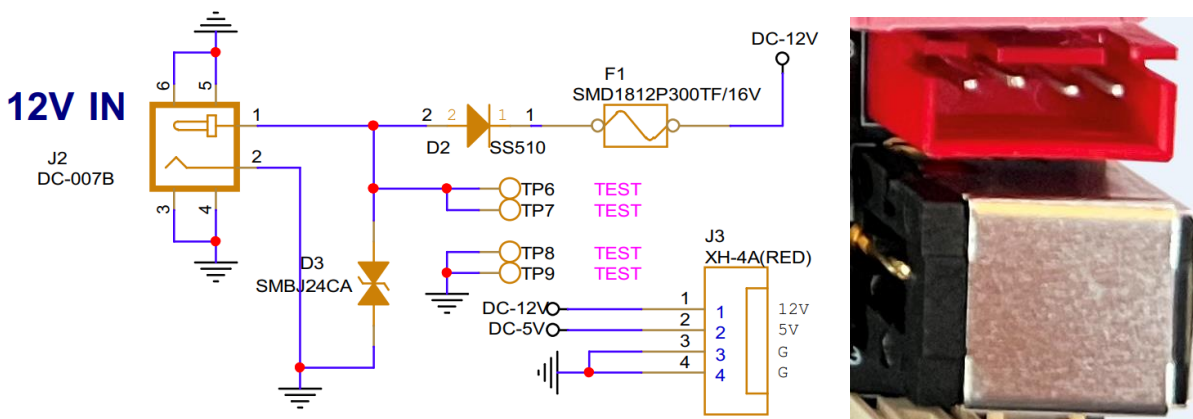 12V IN
J2
DC-007B
6
5
1
2
3
4
2
2
1
1
D2
SS510
F1
SMD1812P300TF/16V
DC-12V
TP6
TEST
TP7
TEST
TP8
TEST
TP9
TEST
D3
SMBJ24CA
J3
XH-4A(RED)
DC-12V
1
1
12V
DC-5V
2
2
5V
3
3
G
4
4
G